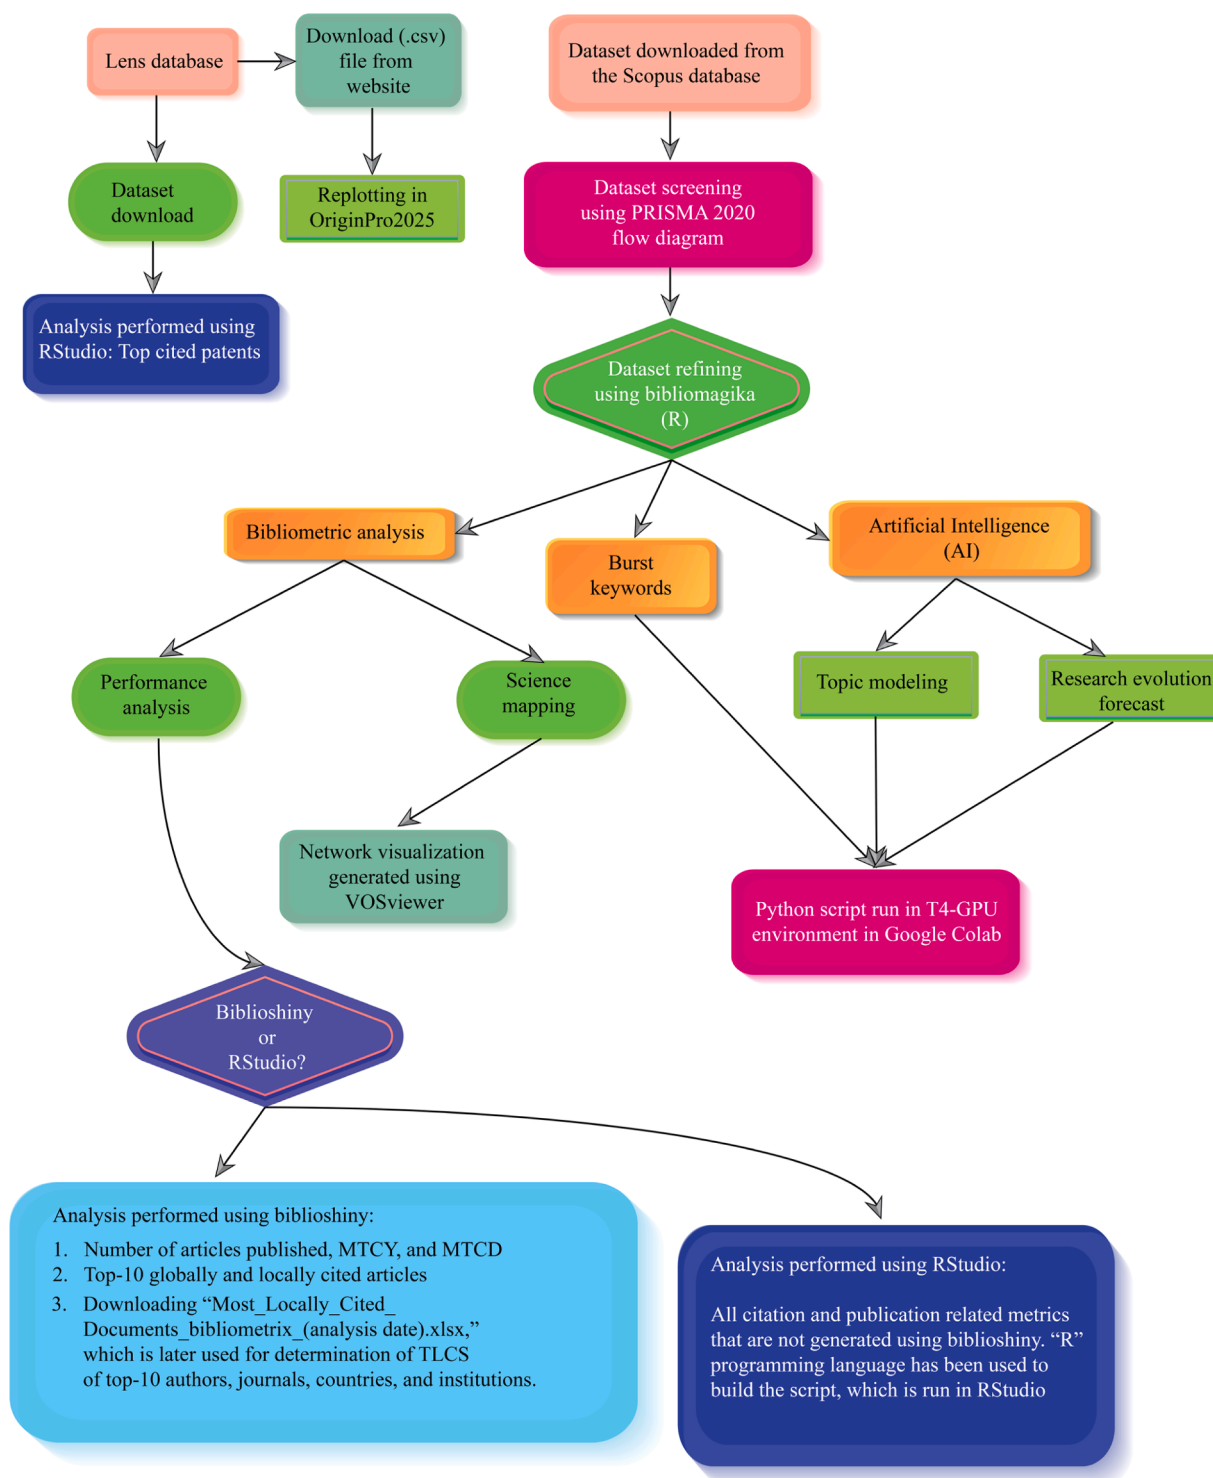 Lens database
Download (.csv)
file from
website
Dataset downloaded from
the Scopus database
Dataset
download
Replotting in
OriginPro2025
Dataset screening
using PRISMA 2020
flow diagram
Analysis performed using
RStudio: Top cited patents
Dataset refining
using bibliomagika
(R)
Bibliometric analysis
Burst
keywords
Artificial Intelligence
(AI)
Performance
analysis
Science
mapping
Topic modeling
Research evolution
forecast
Network visualization
generated using
VOSviewer
Python script run in T4-GPU
environment in Google Colab
Biblioshiny
or
RStudio?
Analysis performed using biblioshiny:
1. Number of articles published, MTCY, and MTCD
2. Top-10 globally and locally cited articles
3. Downloading “Most_Locally_Cited_
Documents_bibliometrix_(analysis date).xlsx,”
which is later used for determination of TLCS
of top-10 authors, journals, countries, and institutions.
Analysis performed using RStudio:
All citation and publication related metrics
that are not generated using biblioshiny. “R”
programming language has been used to
build the script, which is run in RStudio